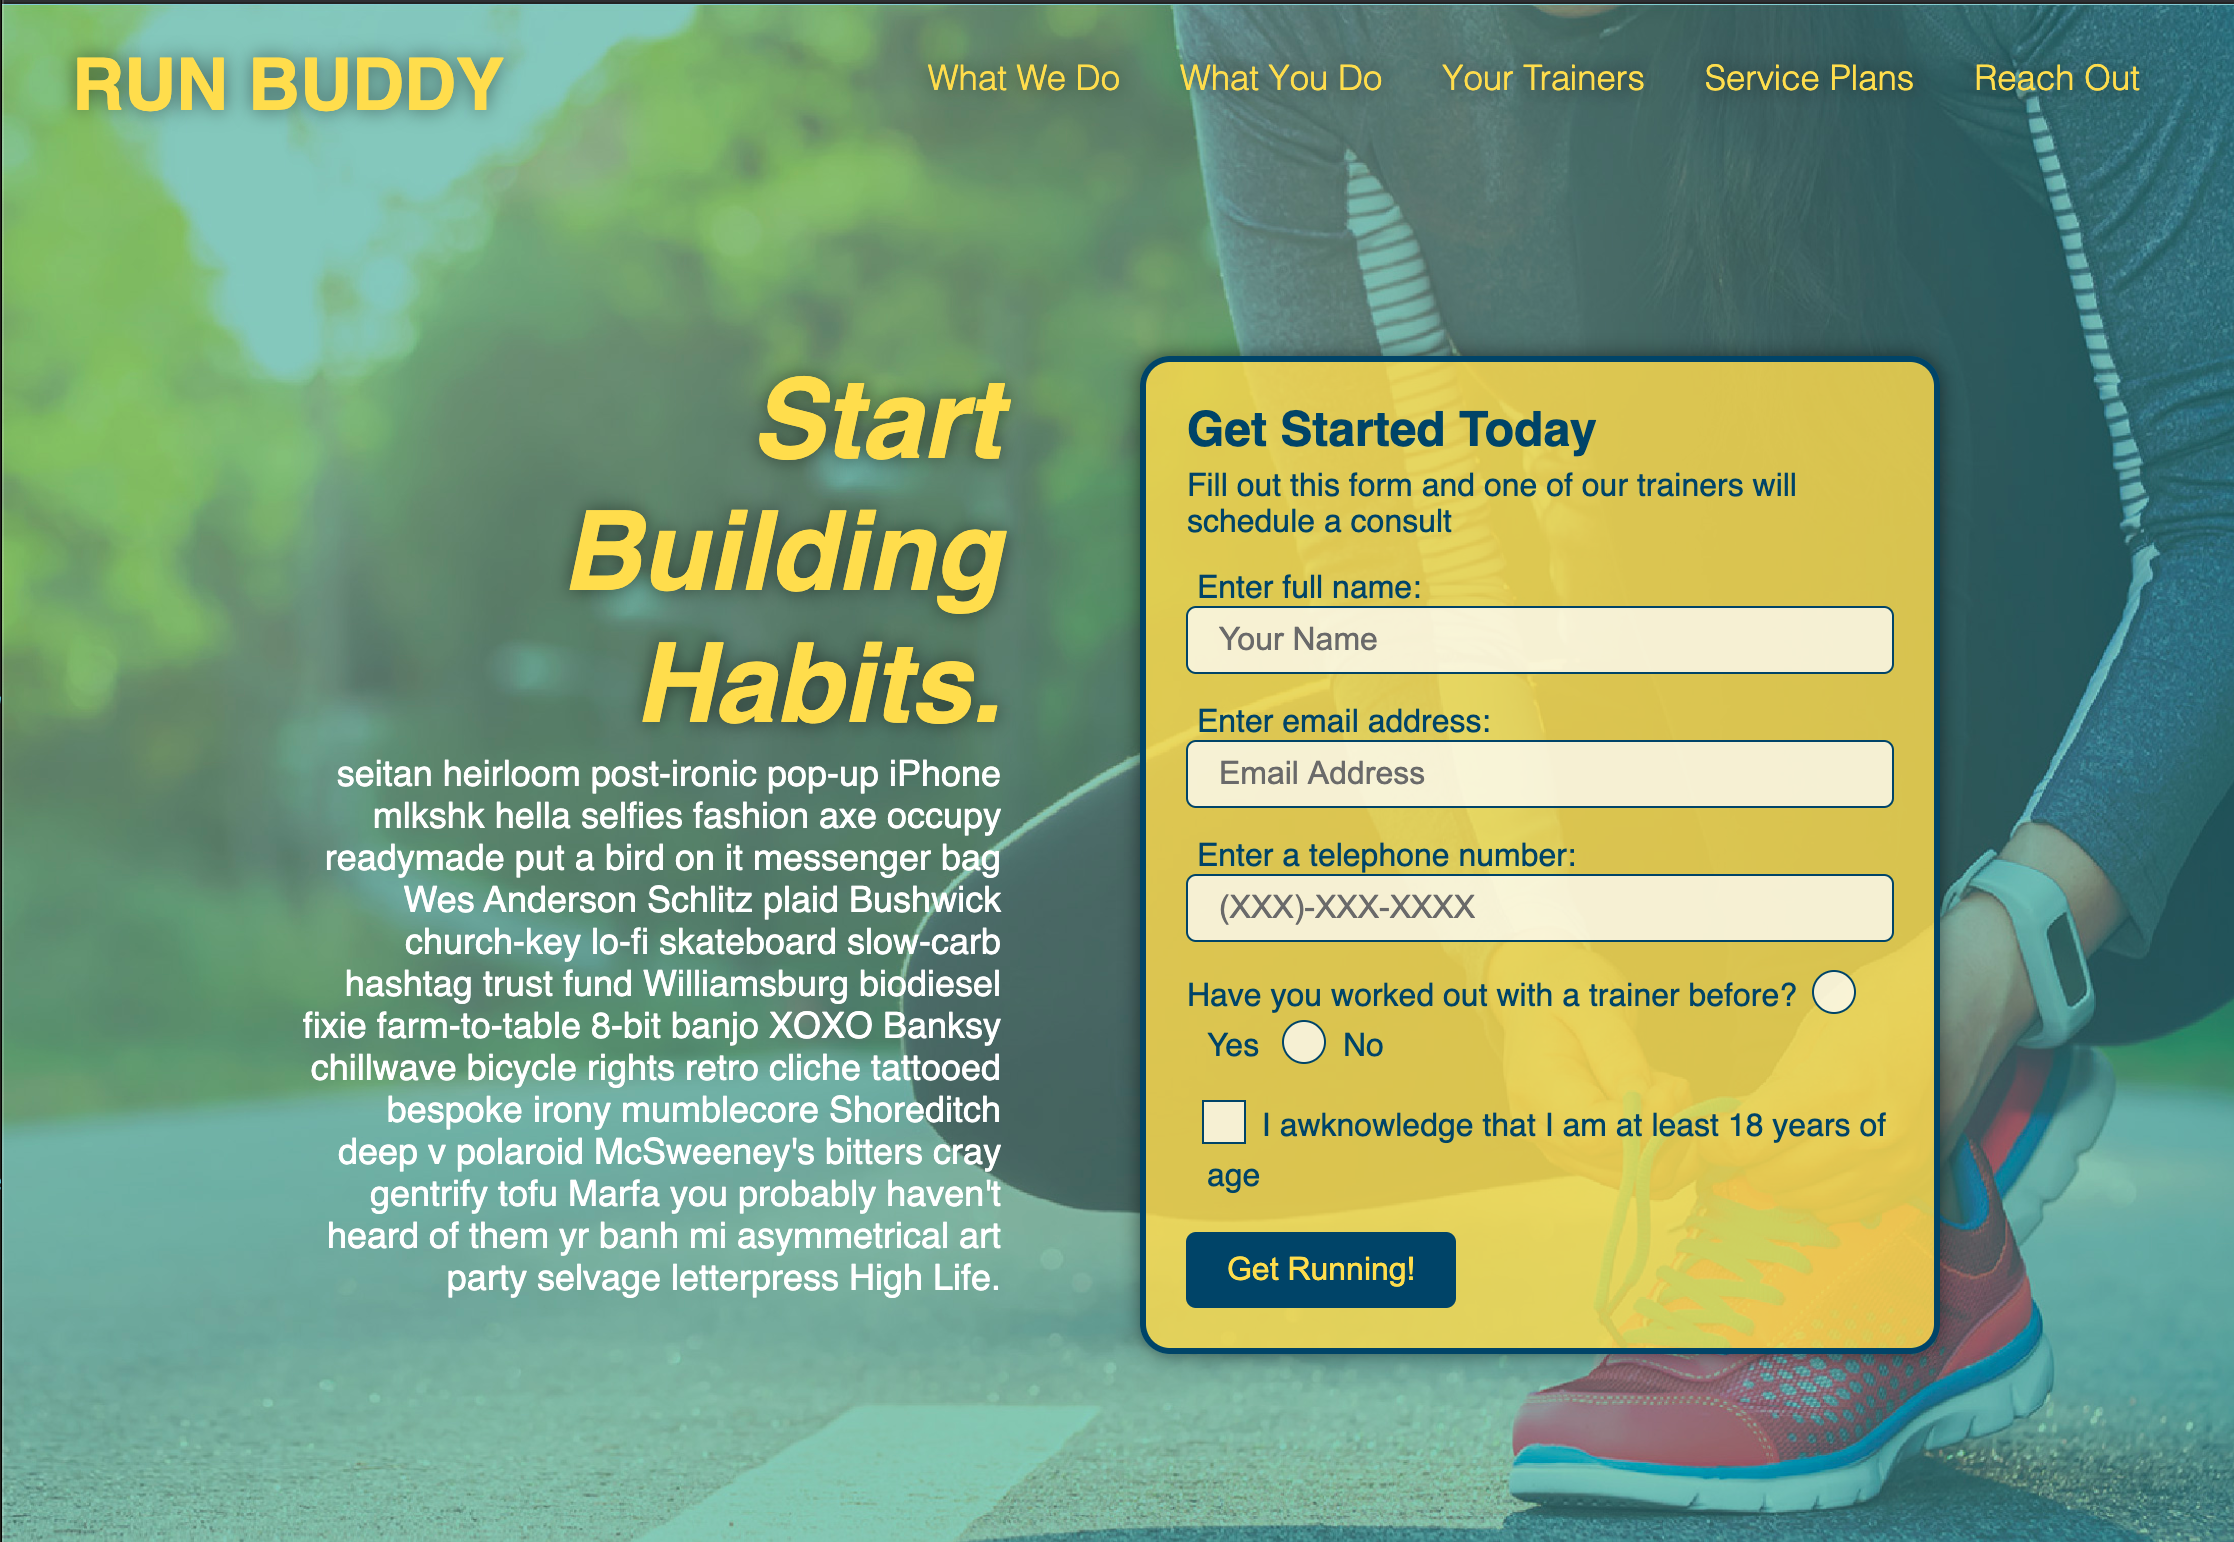 RUN BUDDY
What We Do
What You Do
Your Trainers
Service Plans
Reach Out
Start
Building
Habits.
seitan heirloom post-ironic pop-up iPhone
mlkshk hella selfies fashion axe occupy
readymade put a bird on it messenger bag
Wes Anderson Schlitz plaid Bushwick
church-key lo-fi skateboard slow-carb
hashtag trust fund Williamsburg biodiesel
fixie farm-to-table 8-bit banjo XOXO Banksy
chillwave bicycle rights retro cliche tattooed
bespoke irony mumblecore Shoreditch
deep v polaroid McSweeney's bitters cray
gentrify tofu Marfa you probably haven't
heard of them yr banh mi asymmetrical art
party selvage letterpress High Life.
Get Started Today
Fill out this form and one of our trainers will
schedule a consult
Enter full name:
Your Name
Enter email address:
Email Address
Enter a telephone number:
(XXX)-XXX-XXXX
Have you worked out with a trainer before?
Yes No
I awknowledge that I am at least 18 years of
age
Get Running!